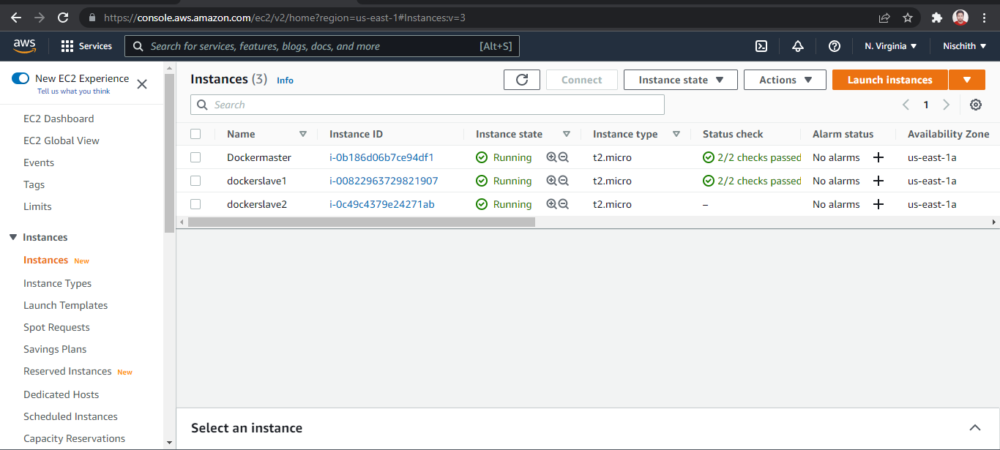 https://console.aws.amazon.com/ec2/v2/home?region=us-east-1#Instances:v=3
aws
Services
Search for services, features, blogs, docs, and more
[Alt+S]
N. Virginia
Nischith
New EC2 Experience
Tell us what you think
EC2 Dashboard
EC2 Global View
Events
Tags
Limits
Instances
Instances New
Instance Types
Launch Templates
Spot Requests
Savings Plans
Reserved Instances New
Dedicated Hosts
Scheduled Instances
Capacity Reservations
Instances (3) Info
Connect
Instance state
Actions
Launch instances
Search
1
Name Instance ID Instance state Instance type Status check Alarm status Availability Zone
Dockermaster i-0b186d06b7ce94df1 Running t2.micro 2/2 checks passed No alarms + us-east-1a
dockerslave1 i-00822963729821907 Running t2.micro 2/2 checks passed No alarms + us-east-1a
dockerslave2 i-0c49c4379e24271ab Running t2.micro – No alarms + us-east-1a
Select an instance